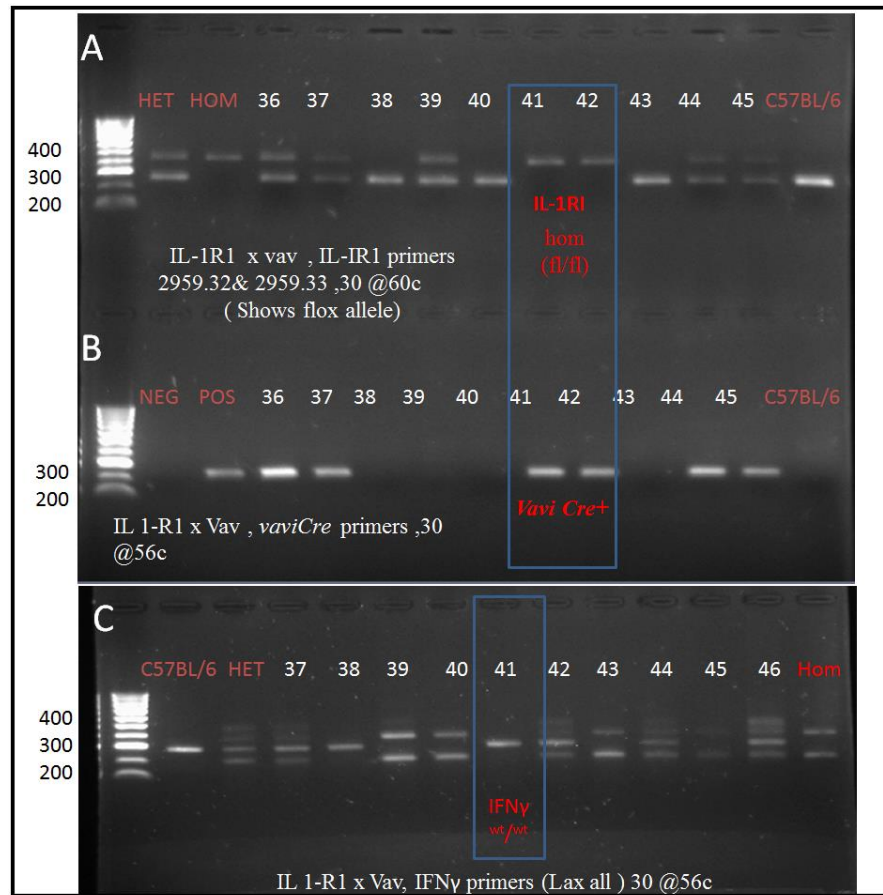 A
HET HOM 36 37 38 39 40 41 42 43 44 45 C57BL/6
400
300
200
IL-1RI
hom
(fl/fl)
IL-1R1 x vav , IL-IR1 primers
2959.32& 2959.33 ,30 @60c
( Shows flox allele)
B
NEG POS 36 37 38 39 40 41 42 43 44 45 C57BL/6
300
200
Vavi Cre+
IL 1-R1 x Vav , vaviCre primers ,30
@56c
C
C57BL/6 HET 37 38 39 40 41 42 43 44 45 46 Hom
400
300
200
IFNγ
wt/wt
IL 1-R1 x Vav, IFNγ primers (Lax all ) 30 @56c